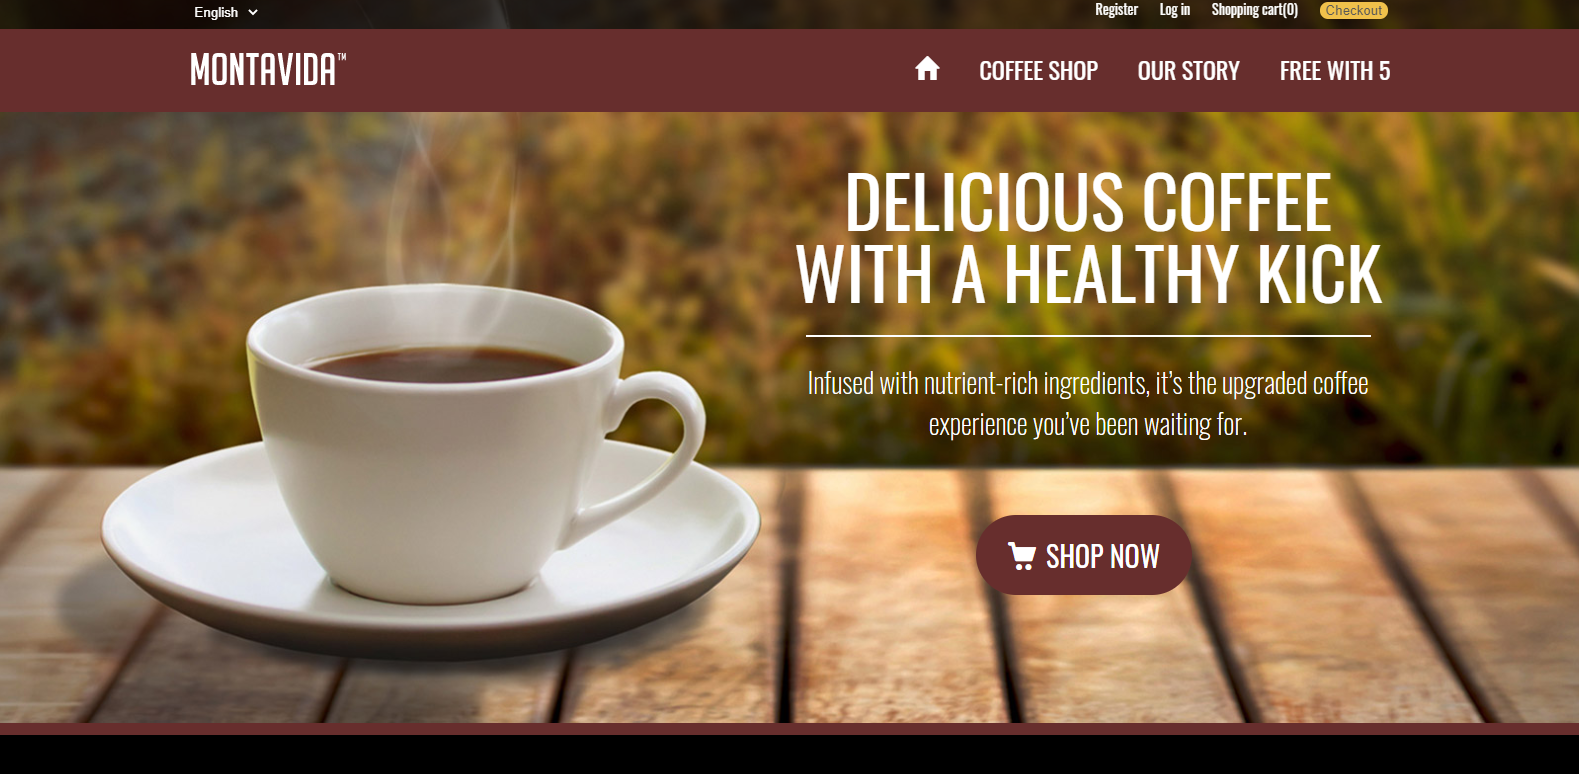 English
Register Log in Shopping cart(0) Checkout
MONTAVIDA™
COFFEE SHOP OUR STORY FREE WITH 5
DELICIOUS COFFEE
WITH A HEALTHY KICK
Infused with nutrient-rich ingredients, it’s the upgraded coffee
experience you’ve been waiting for.
SHOP NOW